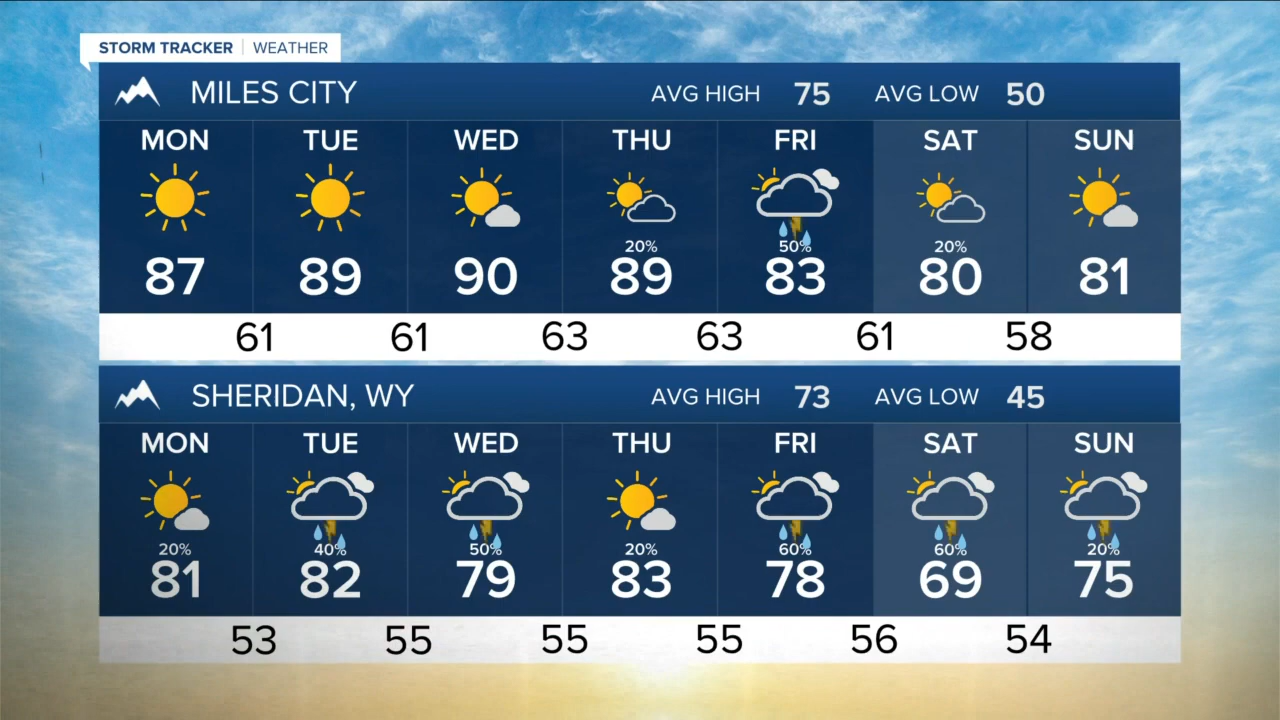 STORM TRACKER | WEATHER
MILES CITY AVG HIGH 75 AVG LOW 50
MON TUE WED THU FRI SAT SUN
20% 50% 20%
87 89 90 89 83 80 81
61 61 63 63 61 58
SHERIDAN, WY AVG HIGH 73 AVG LOW 45
MON TUE WED THU FRI SAT SUN
20% 40% 50% 20% 60% 60% 20%
81 82 79 83 78 69 75
53 55 55 55 56 54